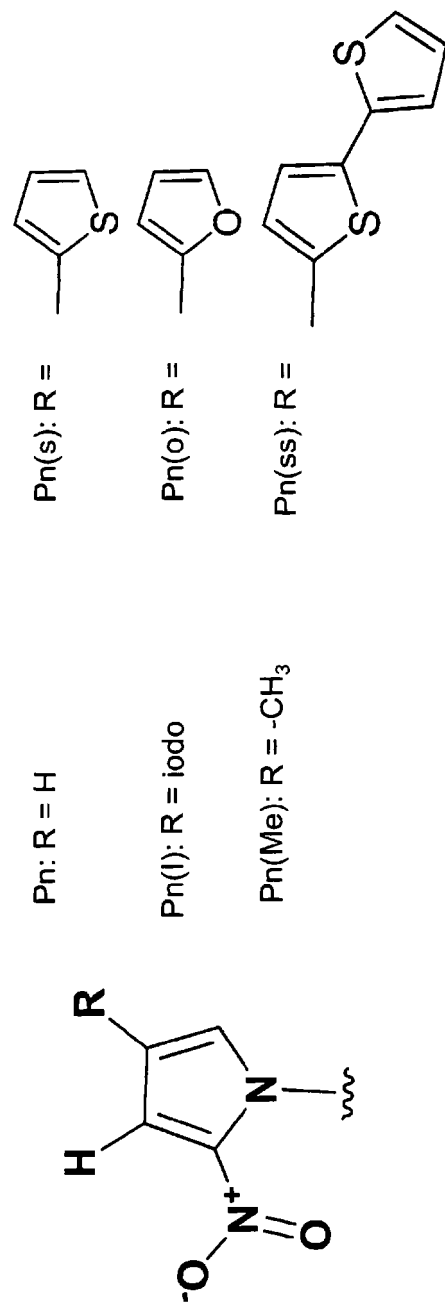 H
R
N
N+
-O
O
Pn: R = H
Pn(I): R = iodo
Pn(Me): R = -CH₃
Pn(s): R =
S
Pn(o): R =
O
Pn(ss): R =
S
S